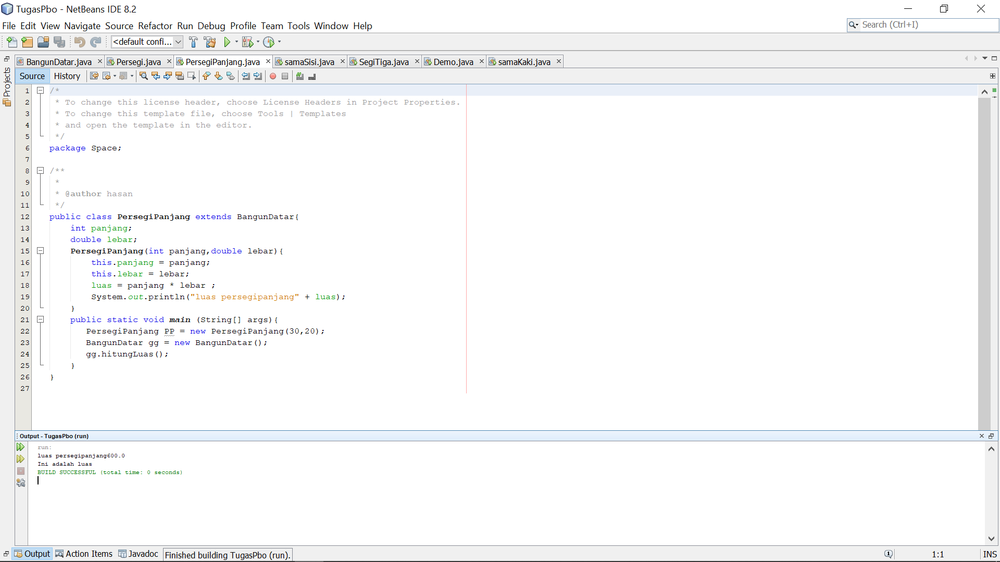 TugasPbo - NetBeans IDE 8.2
File Edit View Navigate Source Refactor Run Debug Profile Team Tools Window Help
Search (Ctrl+I)
<default confi...
Projects
BangunDatar.java Persegi.java PersegiPanjang.java samaSisi.java SegiTiga.java Demo.java samaKaki.java
Source History
1 /*
2 * To change this license header, choose License Headers in Project Properties.
3 * To change this template file, choose Tools | Templates
4 * and open the template in the editor.
5 */
6 package Space;
7
8 /**
9 *
10 * @author hasan
11 */
12 public class PersegiPanjang extends BangunDatar{
13 int panjang;
14 double lebar;
15 PersegiPanjang(int panjang,double lebar){
16 this.panjang = panjang;
17 this.lebar = lebar;
18 luas = panjang * lebar ;
19 System.out.println("luas persegipanjang" + luas);
20 }
21 public static void main (String[] args){
22 PersegiPanjang PP = new PersegiPanjang(30,20);
23 BangunDatar gg = new BangunDatar();
24 gg.hitungLuas();
25 }
26 }
27
Output - TugasPbo (run)
run:
luas persegipanjang600.0
Ini adalah luas
BUILD SUCCESSFUL (total time: 0 seconds)
Output Action Items Javadoc Finished building TugasPbo (run).
1:1 INS